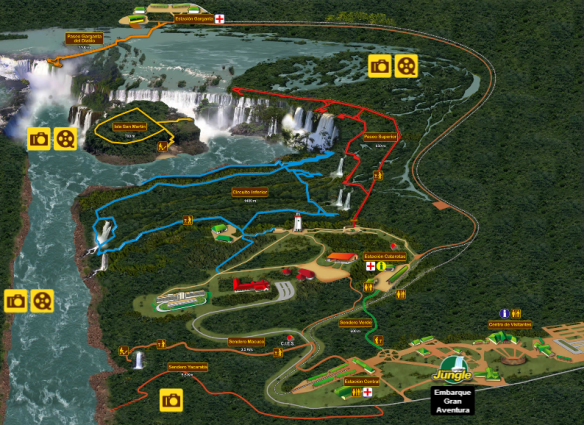 Estación Garganta
Paseo Garganta
del Diablo
Isla San Martín
Paseo Superior
Circuito Inferior
Estación Cataratas
Sendero Verde
Centro de Visitantes
Sendero Macuco
C.I.E.S
Sendero Yacaratia
Estación Central
Jungle
Embarque
Gran
Aventura